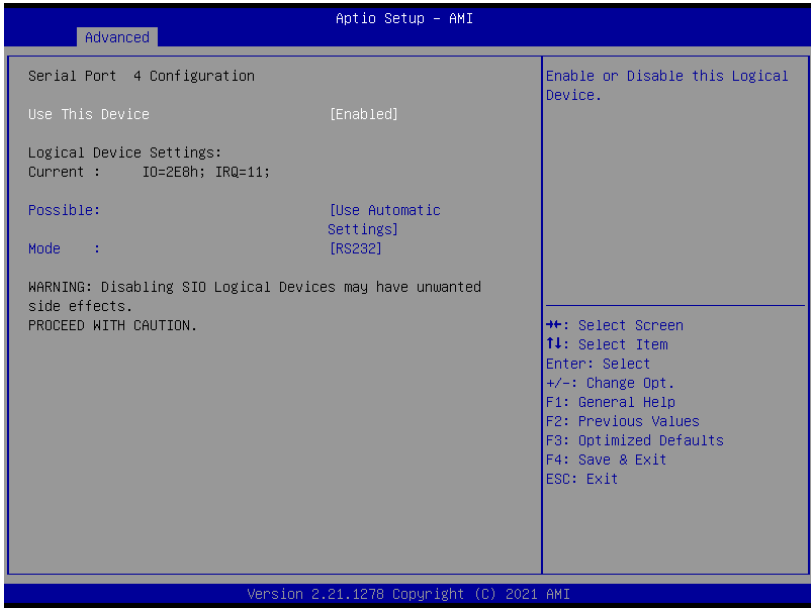 Aptio Setup – AMI
Advanced
Serial Port 4 Configuration
Use This Device [Enabled]
Logical Device Settings:
Current : IO=2E8h; IRQ=11;
Possible: [Use Automatic
Settings]
Mode : [RS232]
WARNING: Disabling SIO Logical Devices may have unwanted
side effects.
PROCEED WITH CAUTION.
Enable or Disable this Logical
Device.
→←: Select Screen
↑↓: Select Item
Enter: Select
+/-: Change Opt.
F1: General Help
F2: Previous Values
F3: Optimized Defaults
F4: Save & Exit
ESC: Exit
Version 2.21.1278 Copyright (C) 2021 AMI